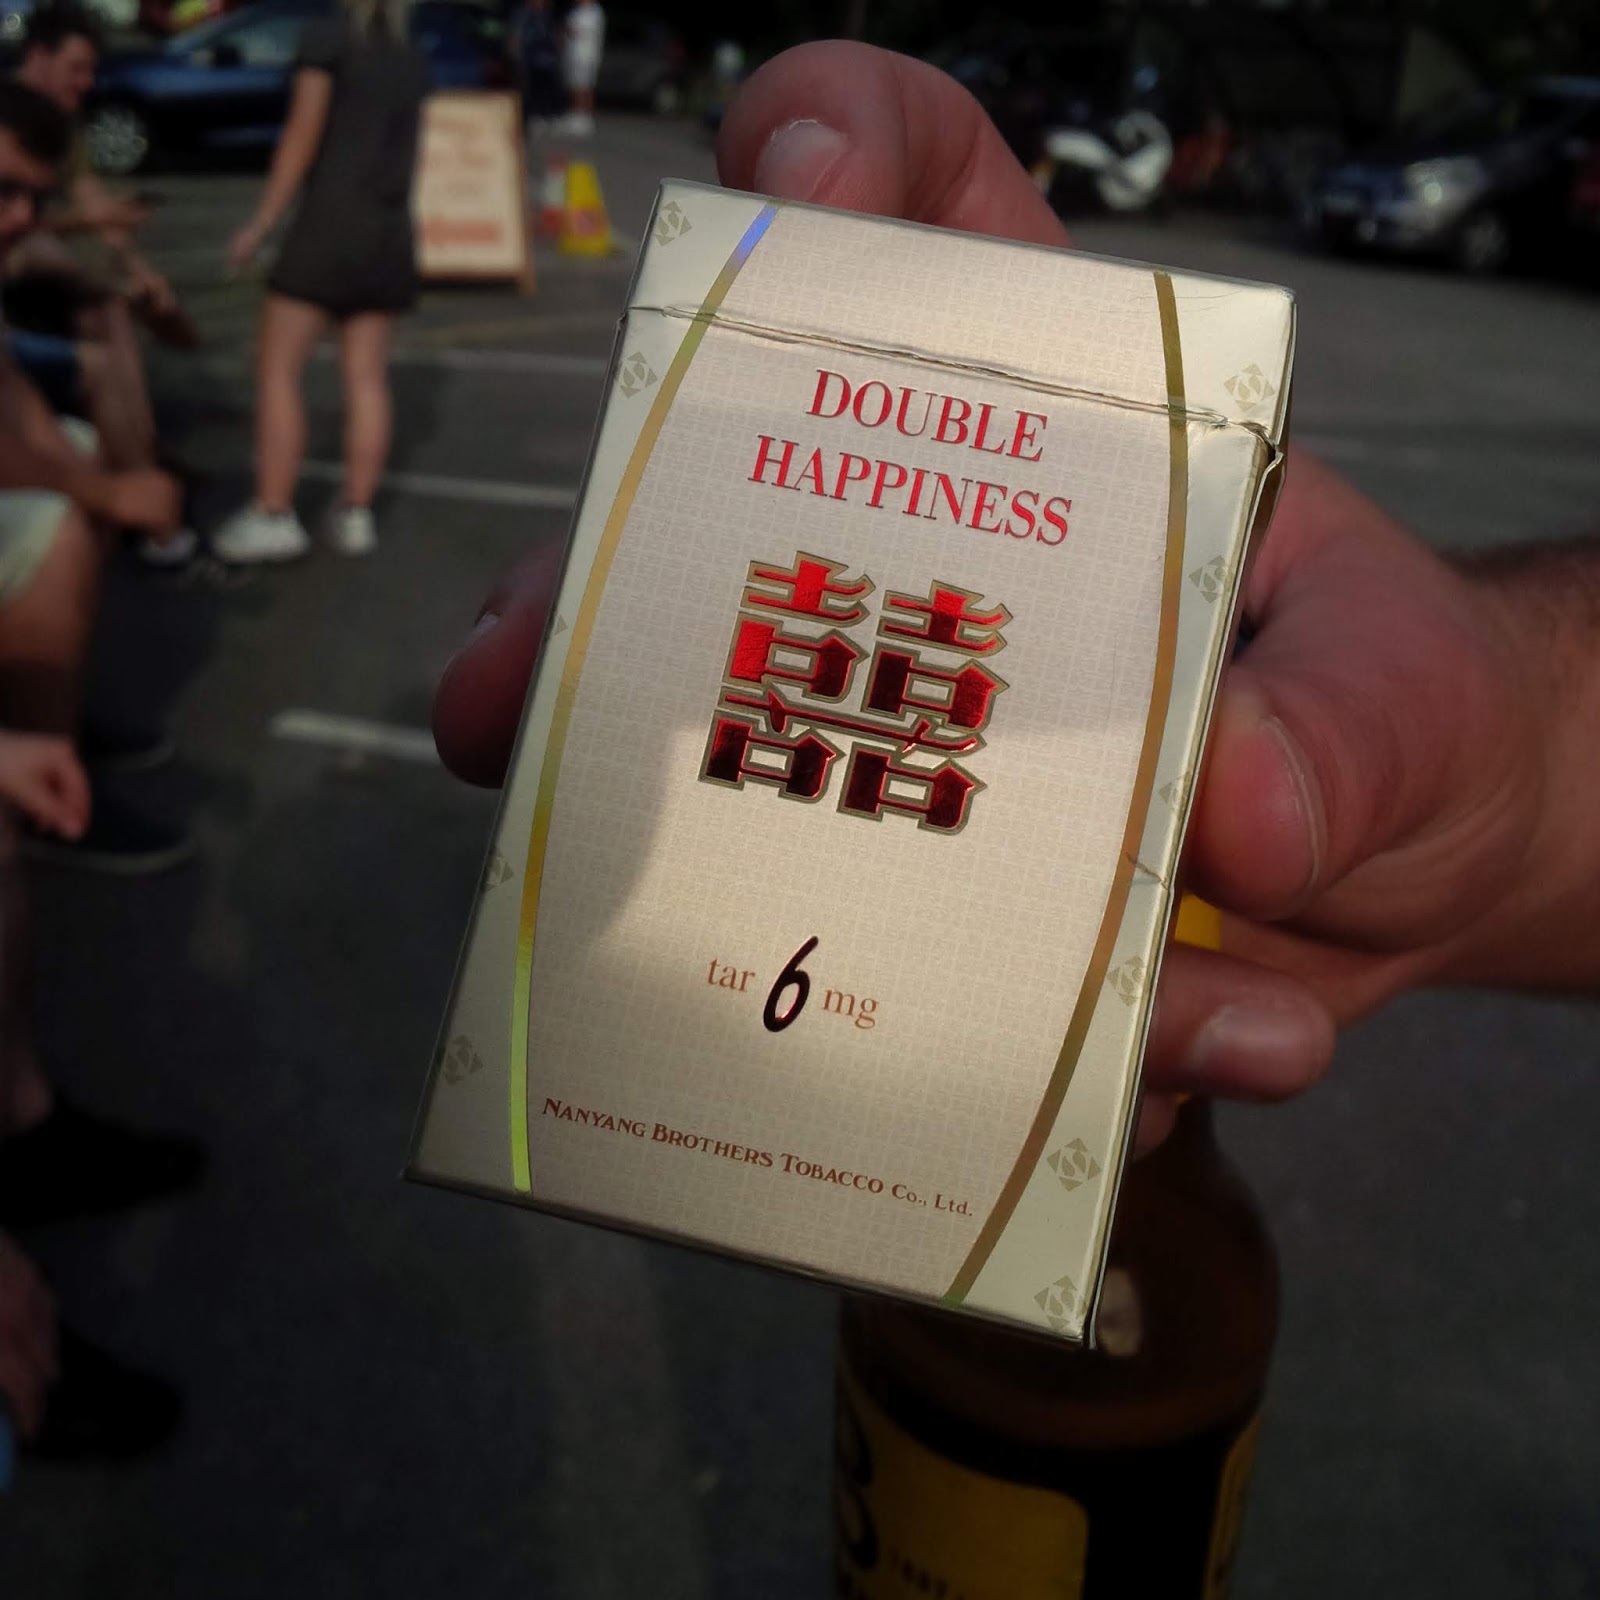 DOUBLE
HAPPINESS
囍
tar 6 mg
NANYANG BROTHERS TOBACCO Co., Ltd.